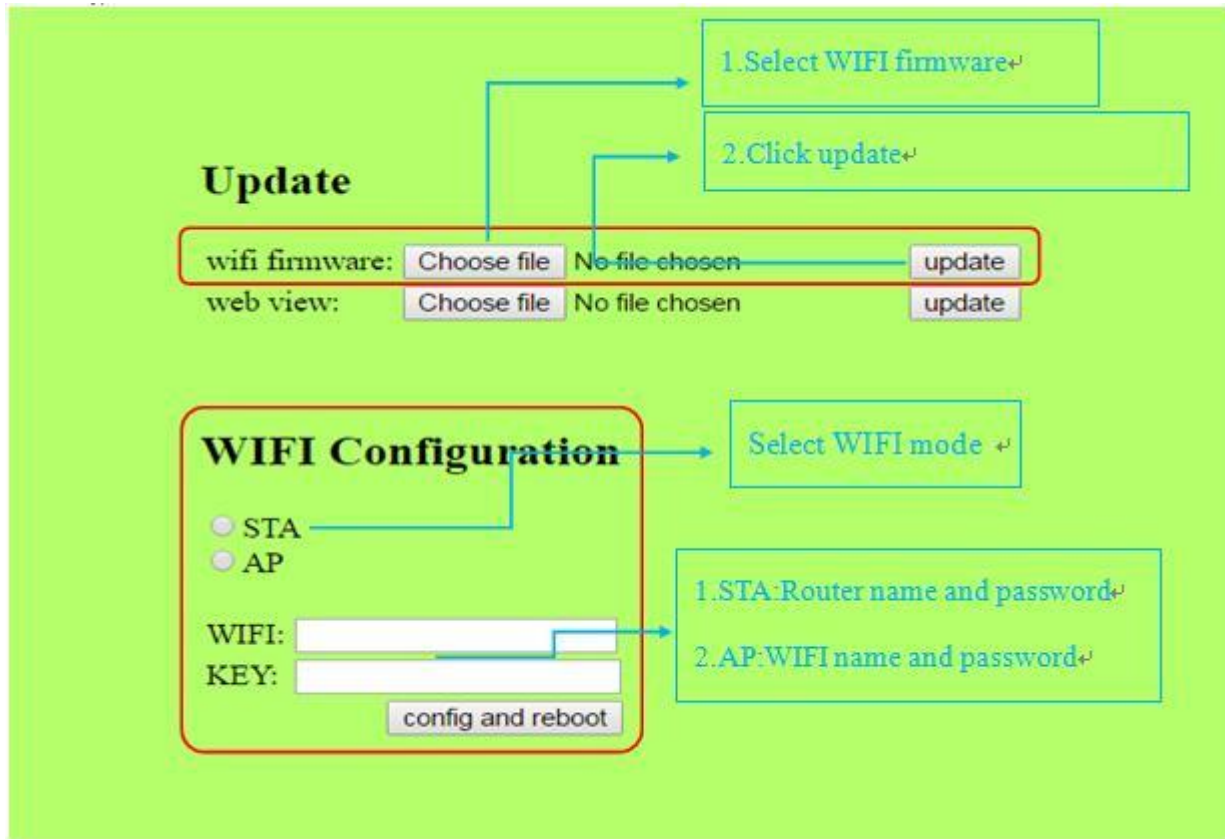 1.Select WIFI firmware
2.Click update
Update
wifi firmware: Choose file No file chosen update
web view: Choose file No file chosen update
WIFI Configuration
Select WIFI mode
STA
AP
1.STA:Router name and password
WIFI:
2.AP:WIFI name and password
KEY:
config and reboot